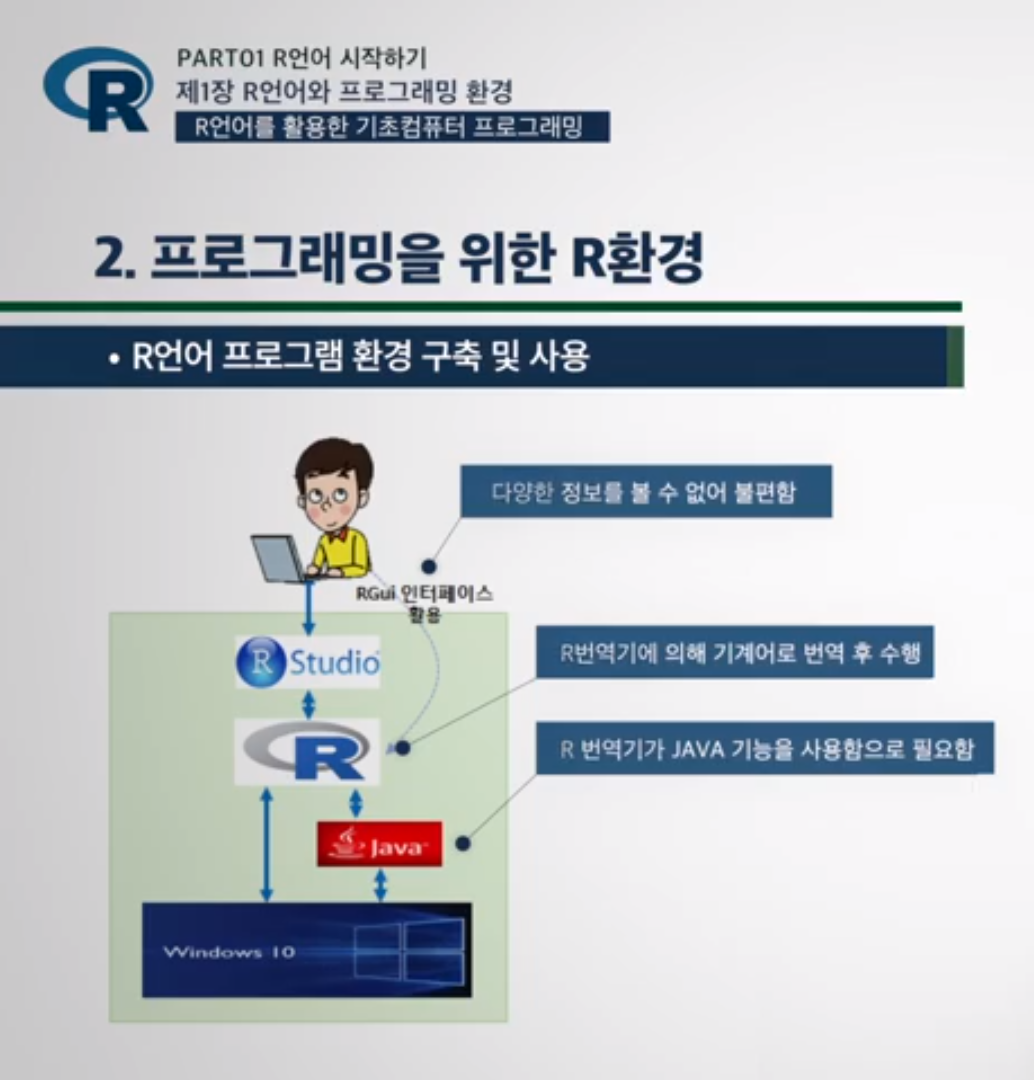 R
PART01 R언어 시작하기
제1장 R언어와 프로그래밍 환경
R언어를 활용한 기초컴퓨터 프로그래밍
2. 프로그래밍을 위한 R환경
• R언어 프로그램 환경 구축 및 사용
다양한 정보를 볼 수 없어 불편함
RGui 인터페이스
활용
R번역기에 의해 기계어로 번역 후 수행
R Studio
R
R 번역기가 JAVA 기능을 사용함으로 필요함
Java
Windows 10